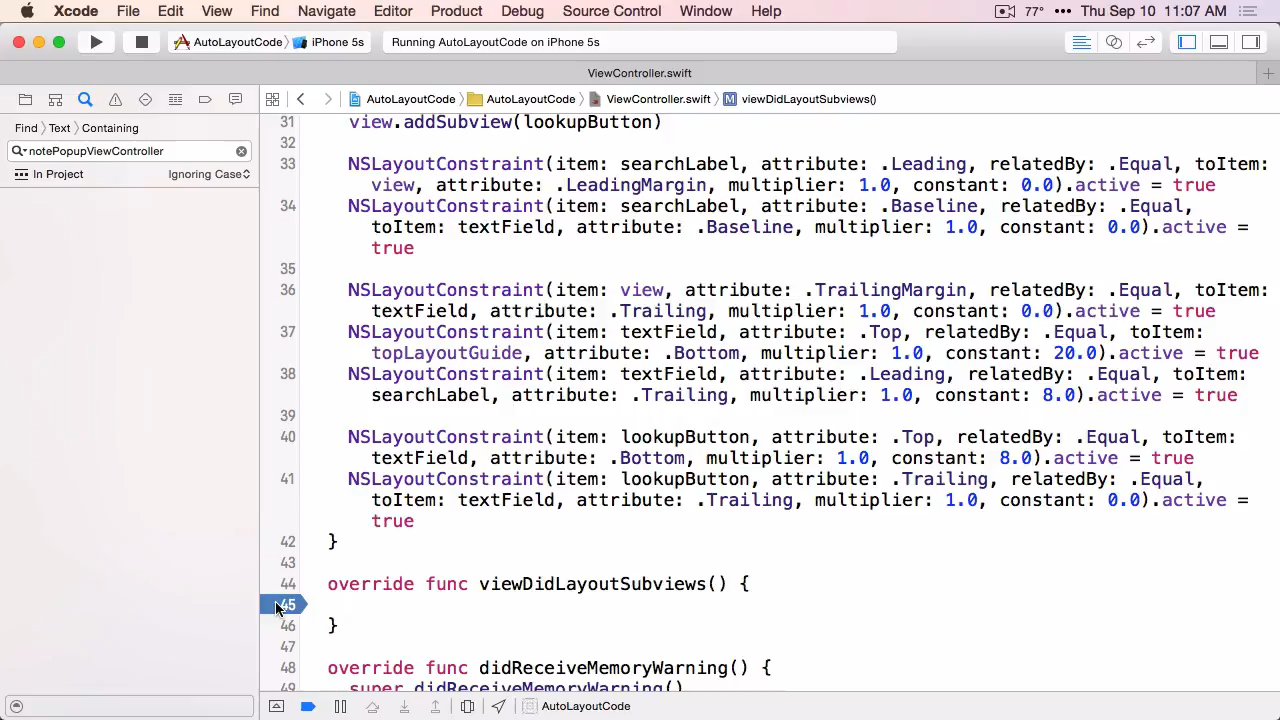 Xcode File Edit View Find Navigate Editor Product Debug Source Control Window Help 77° ••• Thu Sep 10 11:07 AM
AutoLayoutCode iPhone 5s Running AutoLayoutCode on iPhone 5s
ViewController.swift
AutoLayoutCode AutoLayoutCode ViewController.swift M viewDidLayoutSubviews()
Find Text Containing
notePopupViewController
In Project Ignoring Case
31 view.addSubview(lookupButton)
32
33 NSLayoutConstraint(item: searchLabel, attribute: .Leading, relatedBy: .Equal, toItem:
view, attribute: .LeadingMargin, multiplier: 1.0, constant: 0.0).active = true
34 NSLayoutConstraint(item: searchLabel, attribute: .Baseline, relatedBy: .Equal,
toItem: textField, attribute: .Baseline, multiplier: 1.0, constant: 0.0).active =
true
35
36 NSLayoutConstraint(item: view, attribute: .TrailingMargin, relatedBy: .Equal, toItem:
textField, attribute: .Trailing, multiplier: 1.0, constant: 0.0).active = true
37 NSLayoutConstraint(item: textField, attribute: .Top, relatedBy: .Equal, toItem:
topLayoutGuide, attribute: .Bottom, multiplier: 1.0, constant: 20.0).active = true
38 NSLayoutConstraint(item: textField, attribute: .Leading, relatedBy: .Equal, toItem:
searchLabel, attribute: .Trailing, multiplier: 1.0, constant: 8.0).active = true
39
40 NSLayoutConstraint(item: lookupButton, attribute: .Top, relatedBy: .Equal, toItem:
textField, attribute: .Bottom, multiplier: 1.0, constant: 8.0).active = true
41 NSLayoutConstraint(item: lookupButton, attribute: .Trailing, relatedBy: .Equal,
toItem: textField, attribute: .Trailing, multiplier: 1.0, constant: 0.0).active =
true
42 }
43
44 override func viewDidLayoutSubviews() {
45
46 }
47
48 override func didReceiveMemoryWarning() {
49 super.didReceiveMemoryWarning()
AutoLayoutCode